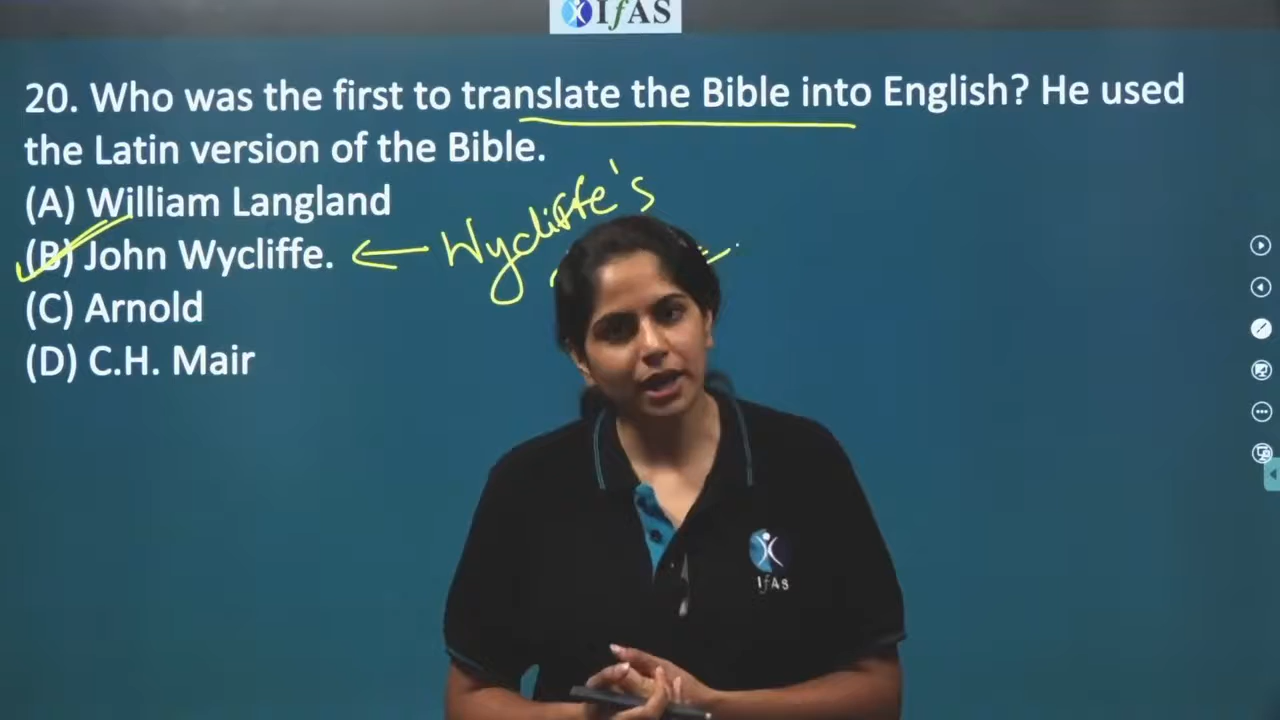 IfAS
20. Who was the first to translate the Bible into English? He used
the Latin version of the Bible.
(A) William Langland
(B) John Wycliffe. ← Wycliffe's
(C) Arnold
(D) C.H. Mair
IfAS